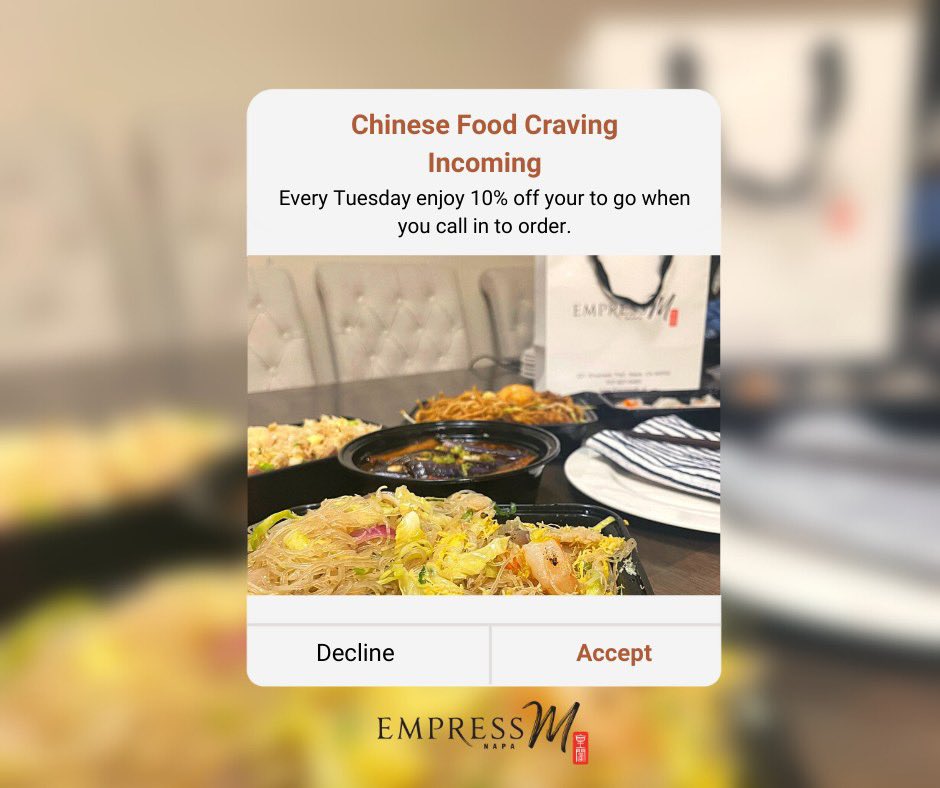 Chinese Food Craving
Incoming
Every Tuesday enjoy 10% off your to go when
you call in to order.
EMPRESS M
Decline
Accept
EMPRESS M
NAPA